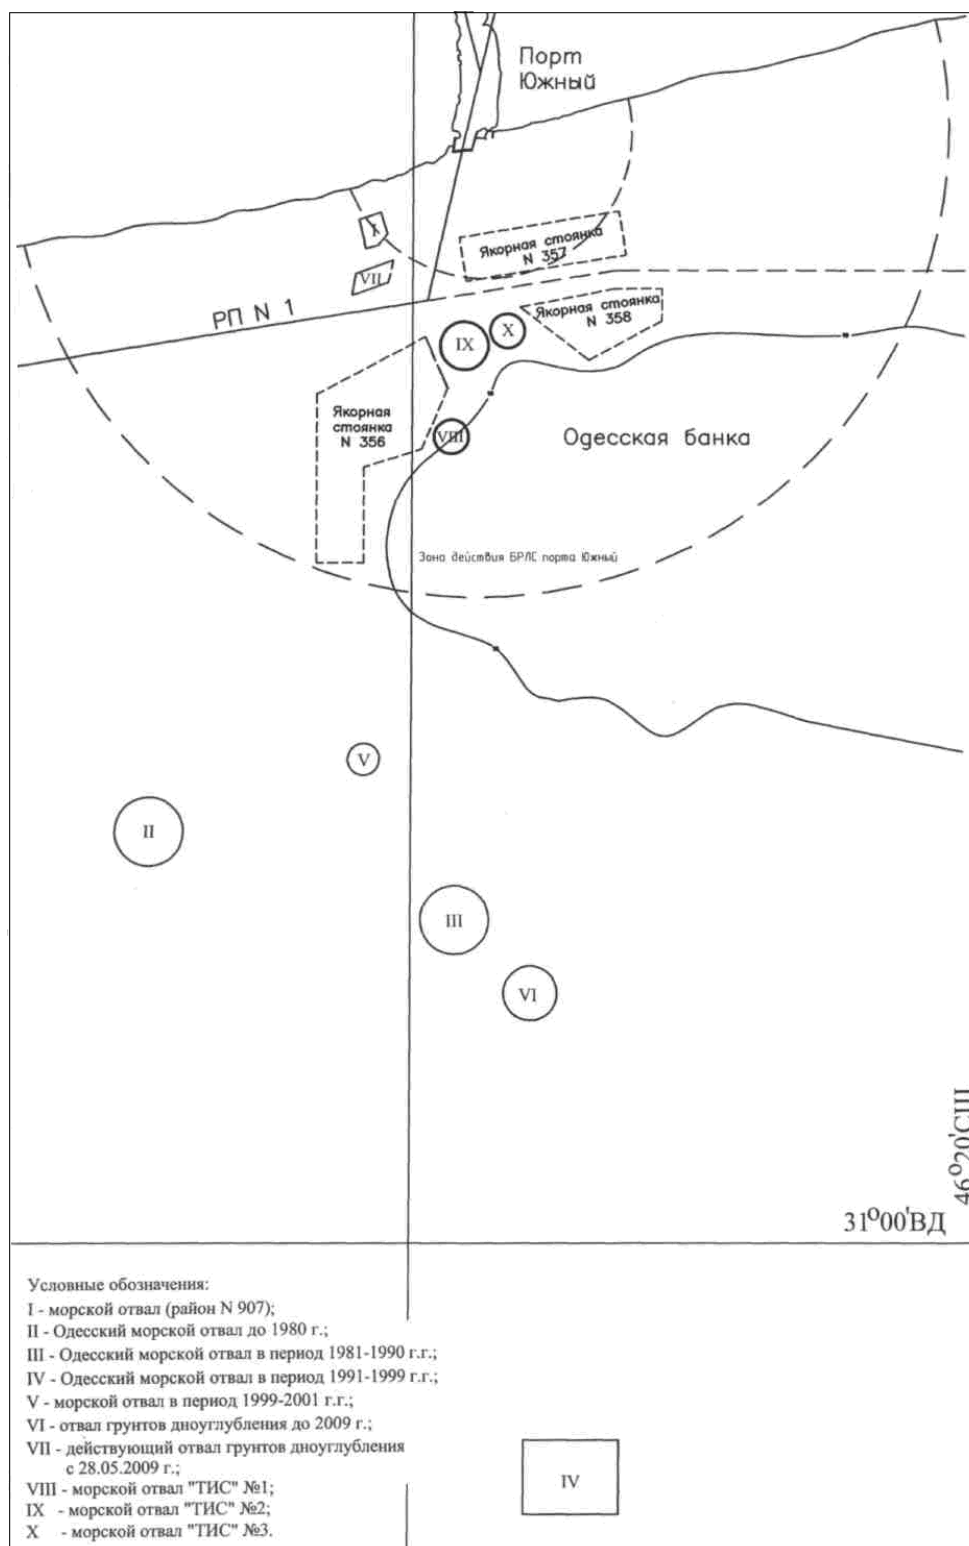 Порт
Южный
I
Якорная стоянка
N 357
VII
РП N 1
Якорная стоянка
N 358
X
IX
Якорная
стоянка
N 356
VIII
Одесская банка
Зона действия БРЛС порта Южный
V
II
III
VI
46°20'СШ
31°00'ВД
Условные обозначения:
I - морской отвал (район N 907);
II - Одесский морской отвал до 1980 г.;
III - Одесский морской отвал в период 1981-1990 г.г.;
IV - Одесский морской отвал в период 1991-1999 г.г.;
V - морской отвал в период 1999-2001 г.г.;
VI - отвал грунтов дноуглубления до 2009 г.;
VII - действующий отвал грунтов дноуглубления
с 28.05.2009 г.;
VIII - морской отвал "ТИС" №1;
IX - морской отвал "ТИС" №2;
X - морской отвал "ТИС" №3.
IV